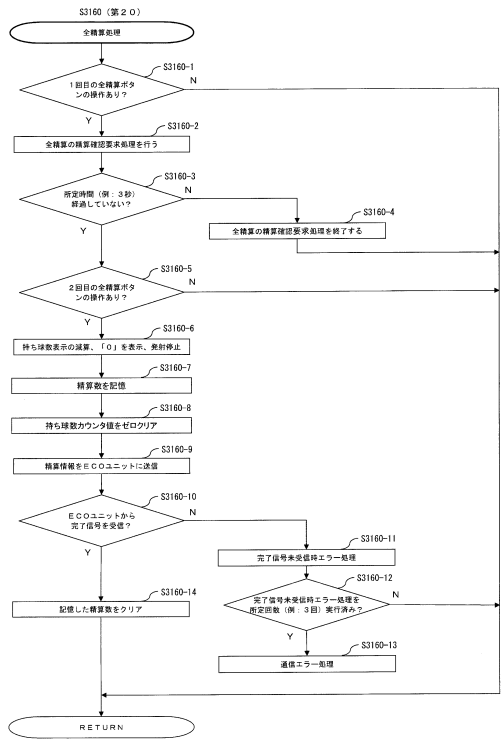 S3160（第２０）
全精算処理
S3160-1
１回目の全精算ボタ
ンの操作あり？
N
Y
S3160-2
全精算の精算確認要求処理を行う
S3160-3
所定時間（例：３秒）
経過していない？
N
Y
S3160-4
全精算の精算確認要求処理を終了する
S3160-5
２回目の全精算ボタ
ンの操作あり？
N
Y
S3160-6
持ち球数表示の減算、「０」を表示、発射停止
S3160-7
精算数を記憶
S3160-8
持ち球数カウンタ値をゼロクリア
S3160-9
精算情報をＥＣＯユニットに送信
S3160-10
ＥＣＯユニットから
完了信号を受信？
N
Y
S3160-11
完了信号未受信時エラー処理
S3160-12
完了信号未受信時エラー処理を
所定回数（例：３回）実行済み？
N
Y
S3160-13
通信エラー処理
S3160-14
記憶した精算数をクリア
ＲＥＴＵＲＮ